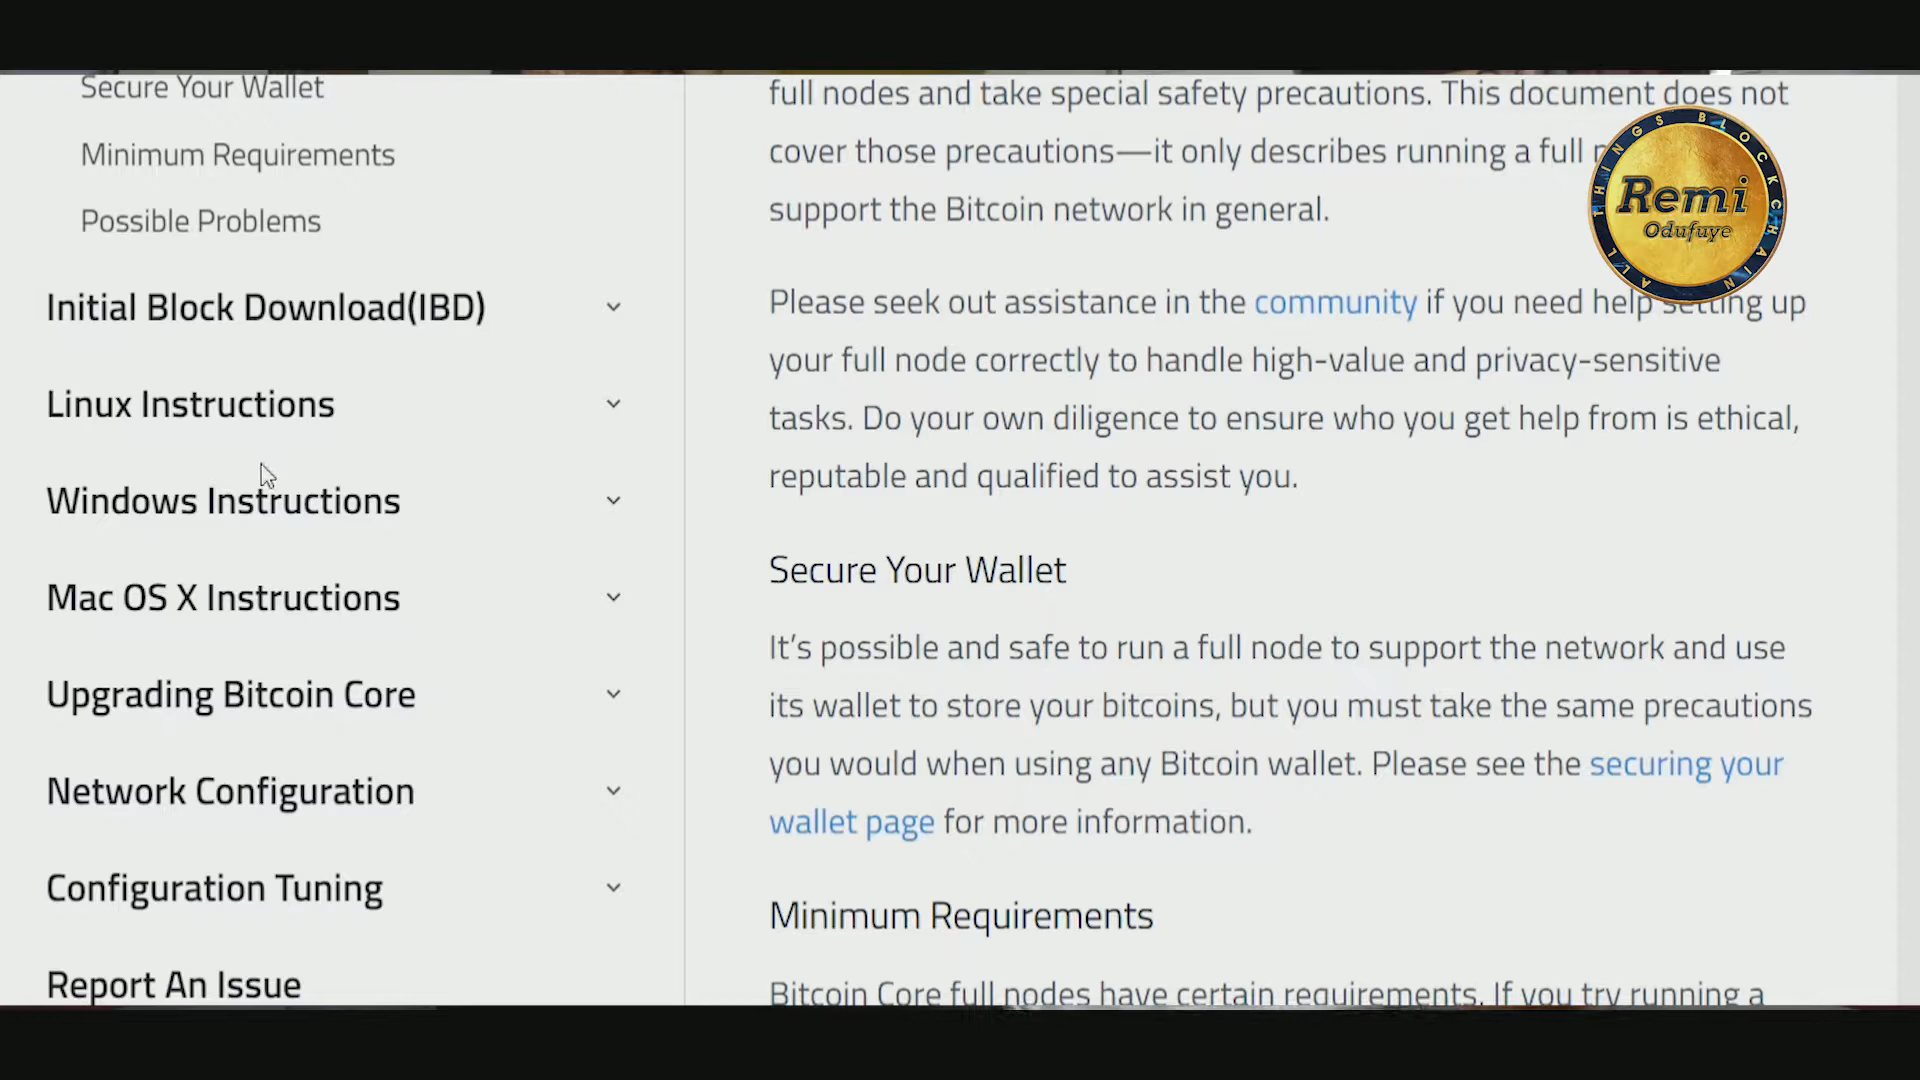 Secure Your Wallet
Minimum Requirements
Possible Problems
Initial Block Download(IBD)
Linux Instructions
Windows Instructions
Mac OS X Instructions
Upgrading Bitcoin Core
Network Configuration
Configuration Tuning
Report An Issue
full nodes and take special safety precautions. This document does not
cover those precautions—it only describes running a full
support the Bitcoin network in general.
Please seek out assistance in the community if you need help setting up
your full node correctly to handle high-value and privacy-sensitive
tasks. Do your own diligence to ensure who you get help from is ethical,
reputable and qualified to assist you.
Secure Your Wallet
It's possible and safe to run a full node to support the network and use
its wallet to store your bitcoins, but you must take the same precautions
you would when using any Bitcoin wallet. Please see the securing your
wallet page for more information.
Minimum Requirements
Bitcoin Core full nodes have certain requirements. If you try running a
ALL THINGS BLOCKCHAIN
Remi
Odufuye